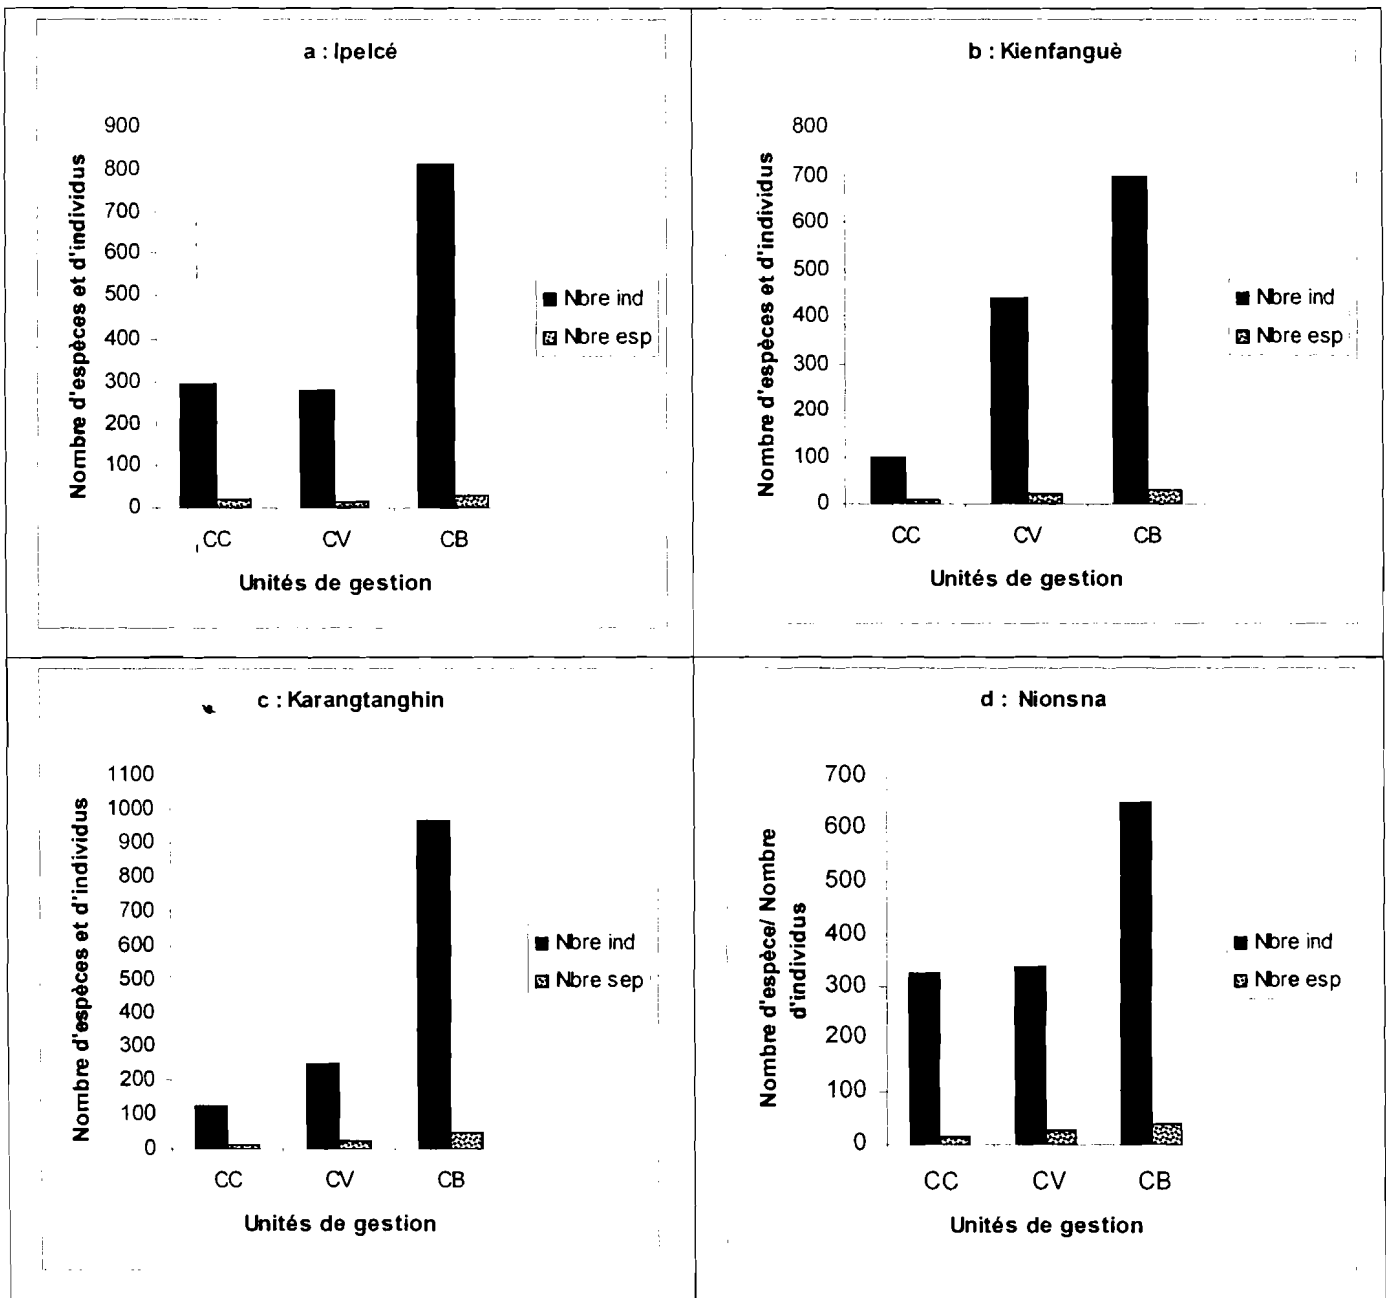 a : Ipelcé
Nombre d'espèces et d'individus
900
800
700
600
500
400
300
200
100
0
CC CV CB
Unités de gestion
Nbre ind
Nbre esp
b : Kienfanguè
Nombre d'espèces et d'individus
800
700
600
500
400
300
200
100
0
CC CV CB
Unités de gestion
Nbre ind
Nbre esp
c : Karangtanghin
Nombre d'espèces et d'individus
1100
1000
900
800
700
600
500
400
300
200
100
0
CC CV CB
Unités de gestion
Nbre ind
Nbre sep
d : Nionsna
Nombre d'espèce/ Nombre
d'individus
700
600
500
400
300
200
100
0
CC CV CB
Unités de gestion
Nbre ind
Nbre esp